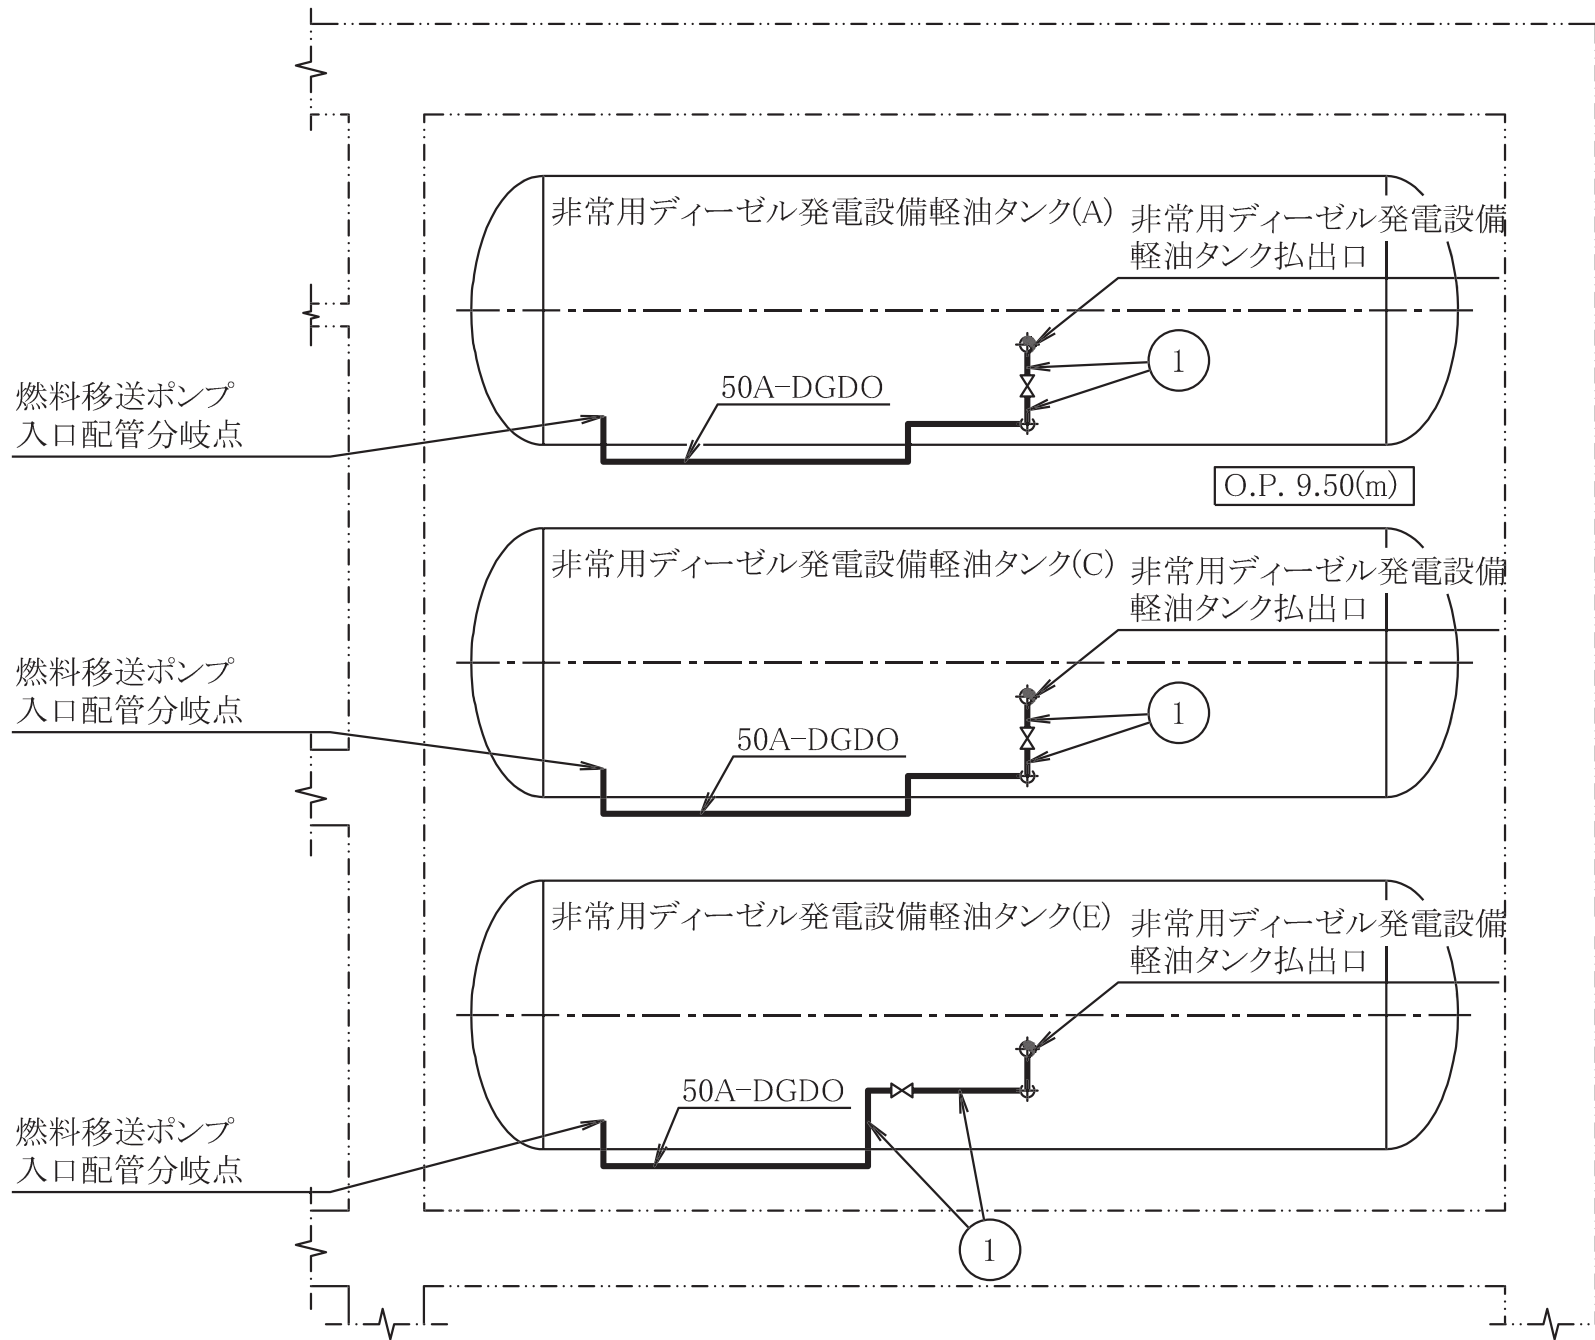 非常用ディーゼル発電設備軽油タンク(A)
非常用ディーゼル発電設備
軽油タンク払出口
1
50A-DGDO
燃料移送ポンプ
入口配管分岐点
O.P. 9.50(m)
非常用ディーゼル発電設備軽油タンク(C)
非常用ディーゼル発電設備
軽油タンク払出口
1
50A-DGDO
燃料移送ポンプ
入口配管分岐点
非常用ディーゼル発電設備軽油タンク(E)
非常用ディーゼル発電設備
軽油タンク払出口
50A-DGDO
燃料移送ポンプ
入口配管分岐点
1